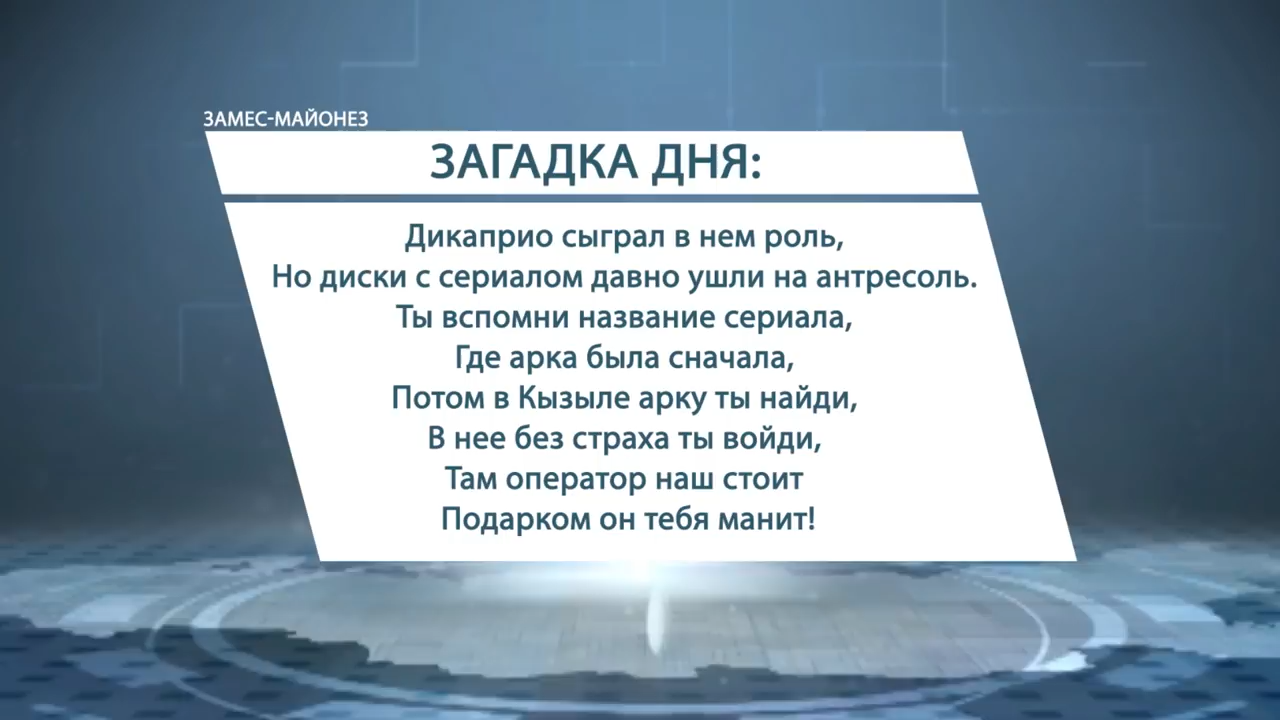 ЗАМЕС-МАЙОНЕЗ
ЗАГАДКА ДНЯ:
Дикаприо сыграл в нем роль,
Но диски с сериалом давно ушли на антресоль.
Ты вспомни название сериала,
Где арка была сначала,
Потом в Кызыле арку ты найди,
В нее без страха ты войди,
Там оператор наш стоит
Подарком он тебя манит!